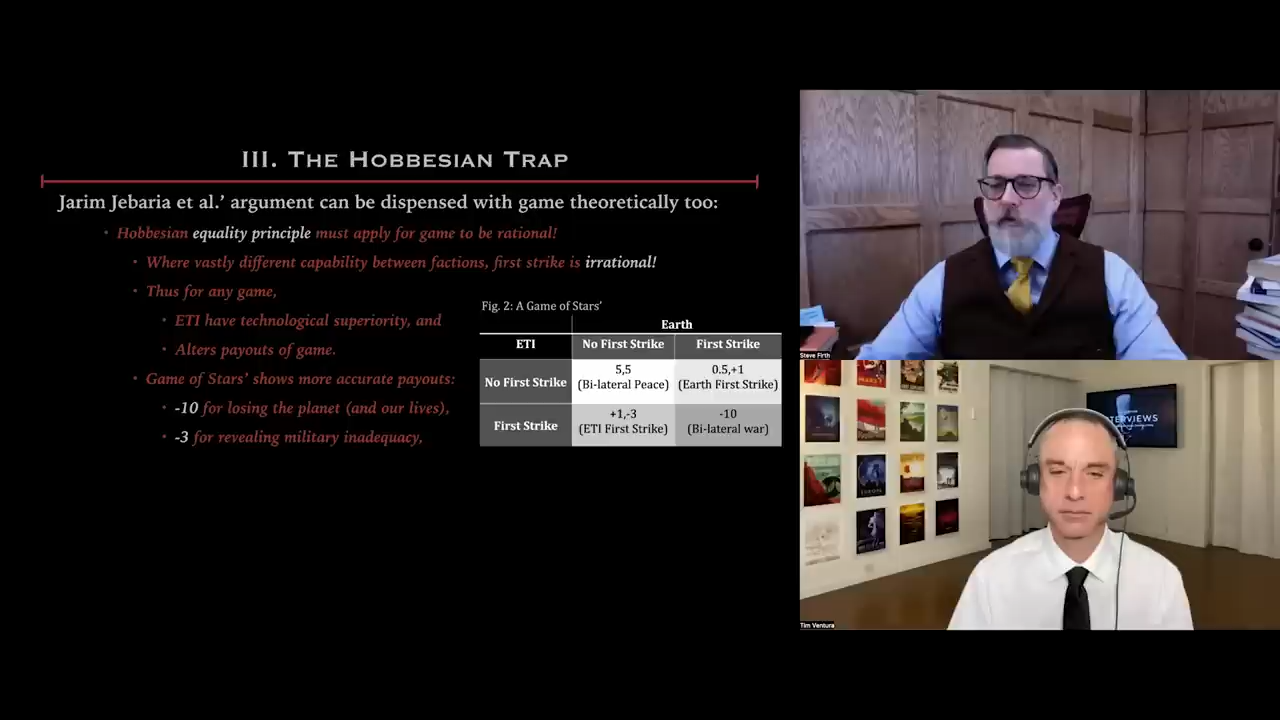 III. The Hobbesian Trap
Jarim Jebaria et al.’ argument can be dispensed with game theoretically too:
• Hobbesian equality principle must apply for game to be rational!
• Where vastly different capability between factions, first strike is irrational!
• Thus for any game,
• ETI have technological superiority, and
• Alters payouts of game.
• Game of Stars’ shows more accurate payouts:
• -10 for losing the planet (and our lives),
• -3 for revealing military inadequacy,
Fig. 2: A Game of Stars’
Earth
ETI No First Strike First Strike
No First Strike 5,5 0.5,+1
(Bi-lateral Peace) (Earth First Strike)
First Strike +1,-3 -10
(ETI First Strike) (Bi-lateral war)
Steve Firth
TERVIEWS
Tim Ventura